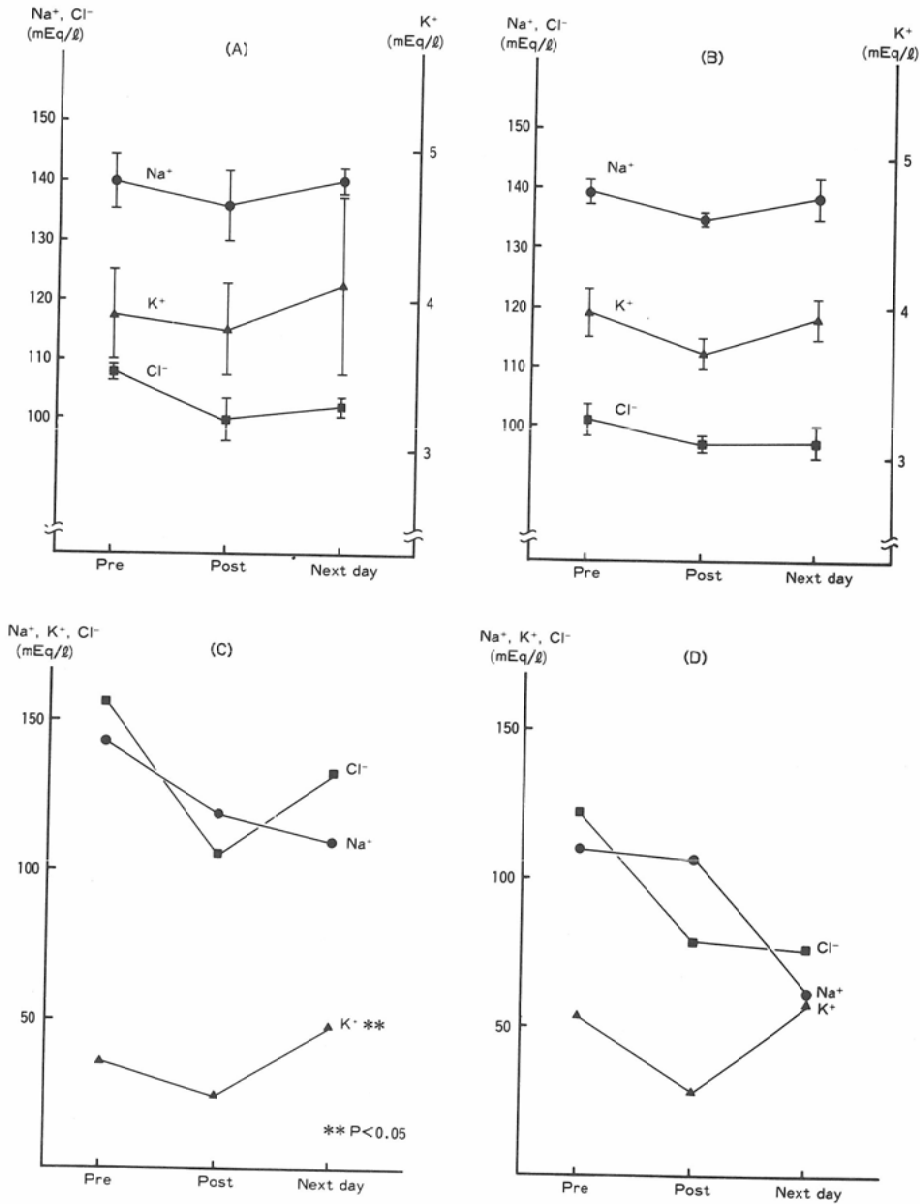 Na⁺, Cl⁻
(mEq/ℓ)
(A)
K⁺
(mEq/ℓ)
150
140
130
120
110
100
5
4
3
Na⁺
K⁺
Cl⁻
Pre Post Next day
Na⁺, Cl⁻
(mEq/ℓ)
(B)
K⁺
(mEq/ℓ)
150
140
130
120
110
100
5
4
3
Na⁺
K⁺
Cl⁻
Pre Post Next day
Na⁺, K⁺, Cl⁻
(mEq/ℓ)
(C)
150
100
50
Cl⁻
Na⁺
K⁺ **
** P<0.05
Pre Post Next day
Na⁺, K⁺, Cl⁻
(mEq/ℓ)
(D)
150
100
50
Cl⁻
Na⁺
K⁺
Pre Post Next day